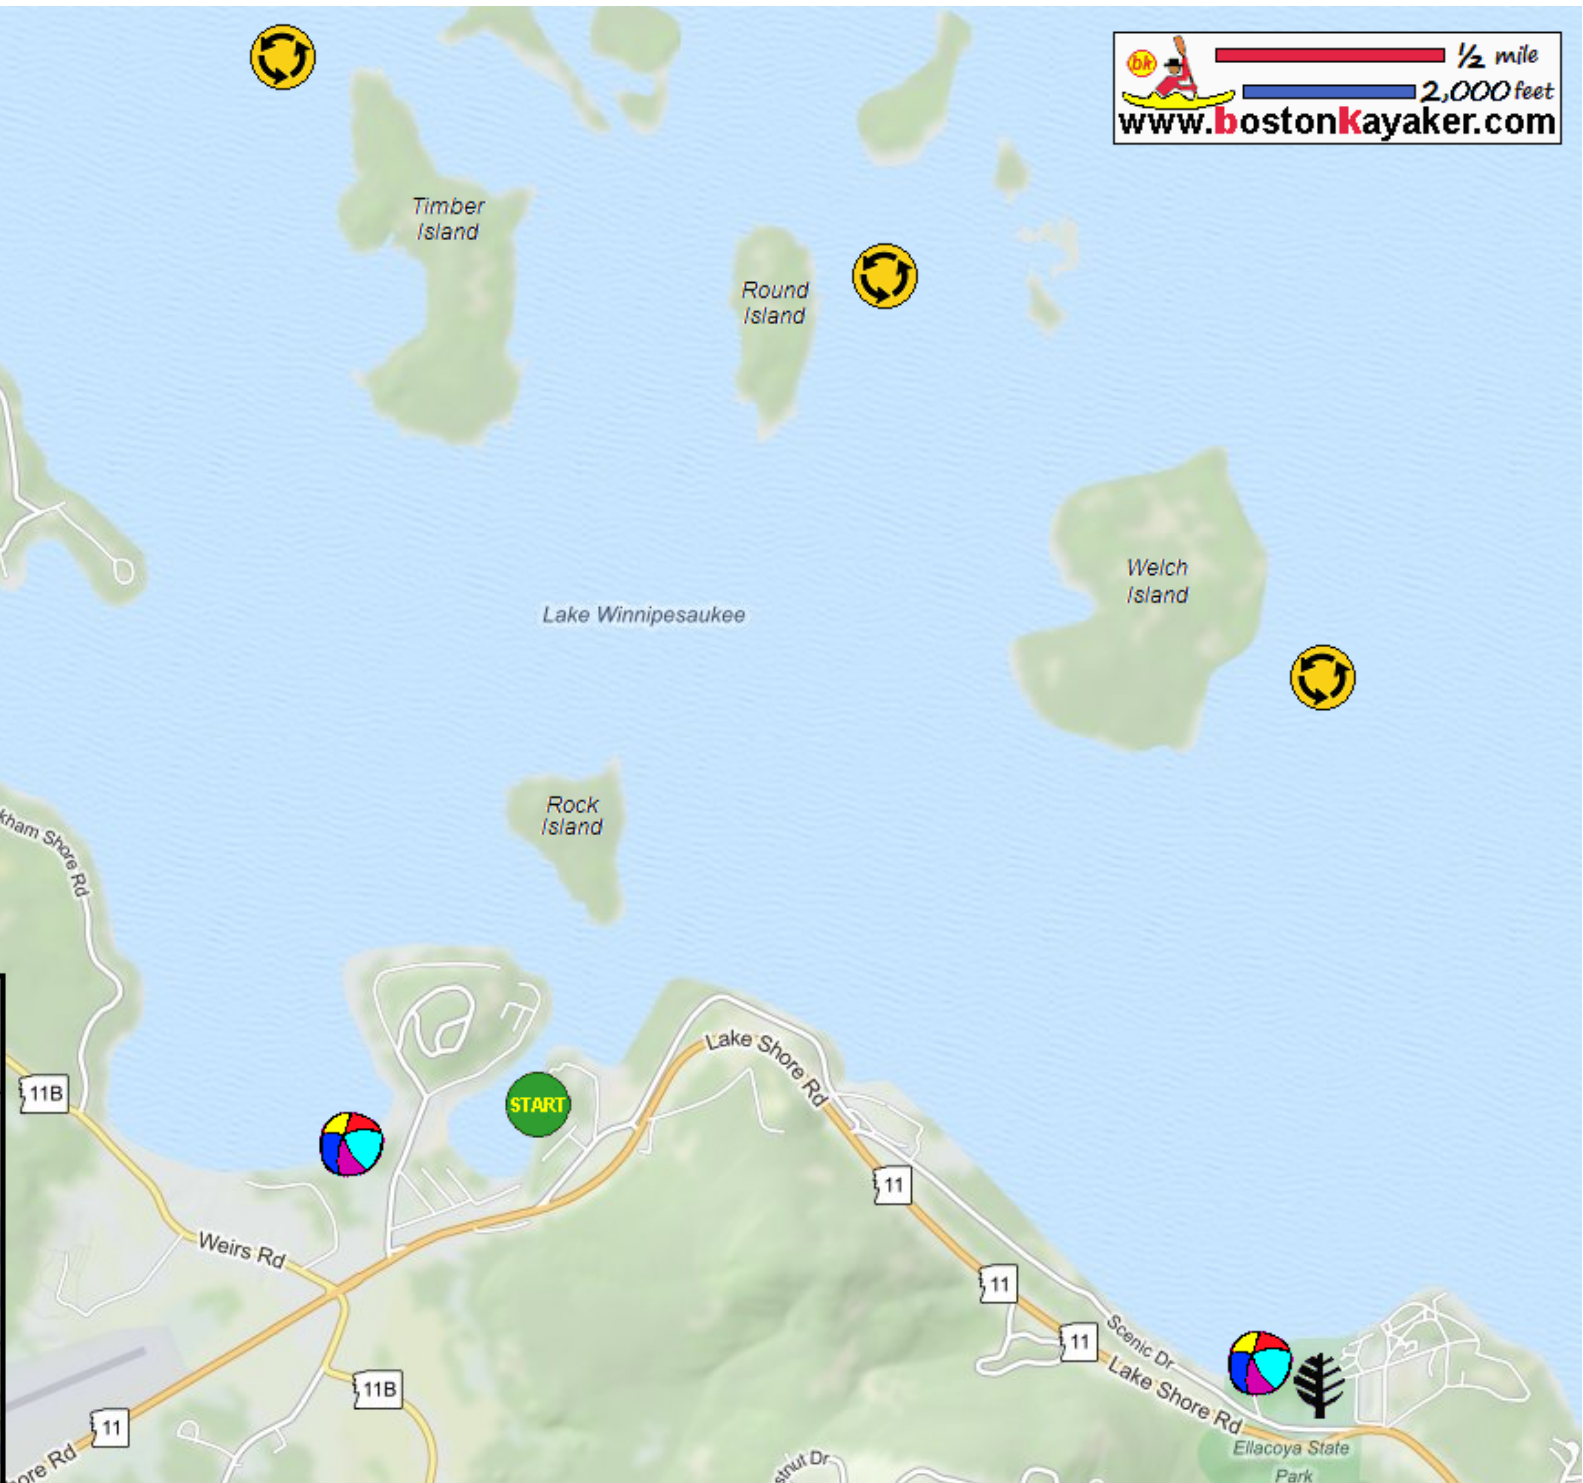 bk
½ mile
2,000 feet
www.bostonkayaker.com
Timber
Island
Round
Island
Welch
Island
Lake Winnipesaukee
Rock
Island
kham Shore Rd
Lake Shore Rd
11B
START
11
Weirs Rd
11
11
Scenic Dr
Lake Shore Rd
11B
11
ore Rd
Ellacoya State
Park
stnut Dr